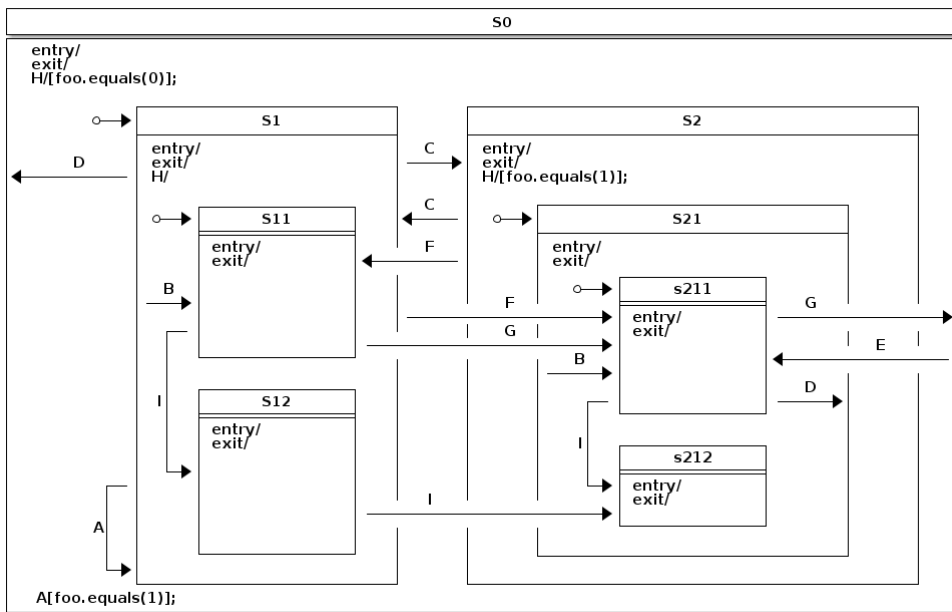 S0
entry/
exit/
H/[foo.equals(0)];
S1
entry/
exit/
H/
D
C
S2
entry/
exit/
H/[foo.equals(1)];
C
S11
entry/
exit/
F
S21
entry/
exit/
B
F
G
s211
entry/
exit/
G
E
B
D
I
S12
entry/
exit/
I
s212
entry/
exit/
I
A
A[foo.equals(1)];